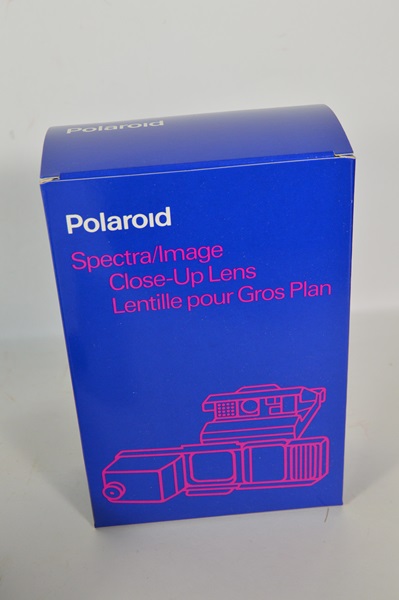 Polaroid
Polaroid
Spectra/Image
Close-Up Lens
Lentille pour Gros Plan